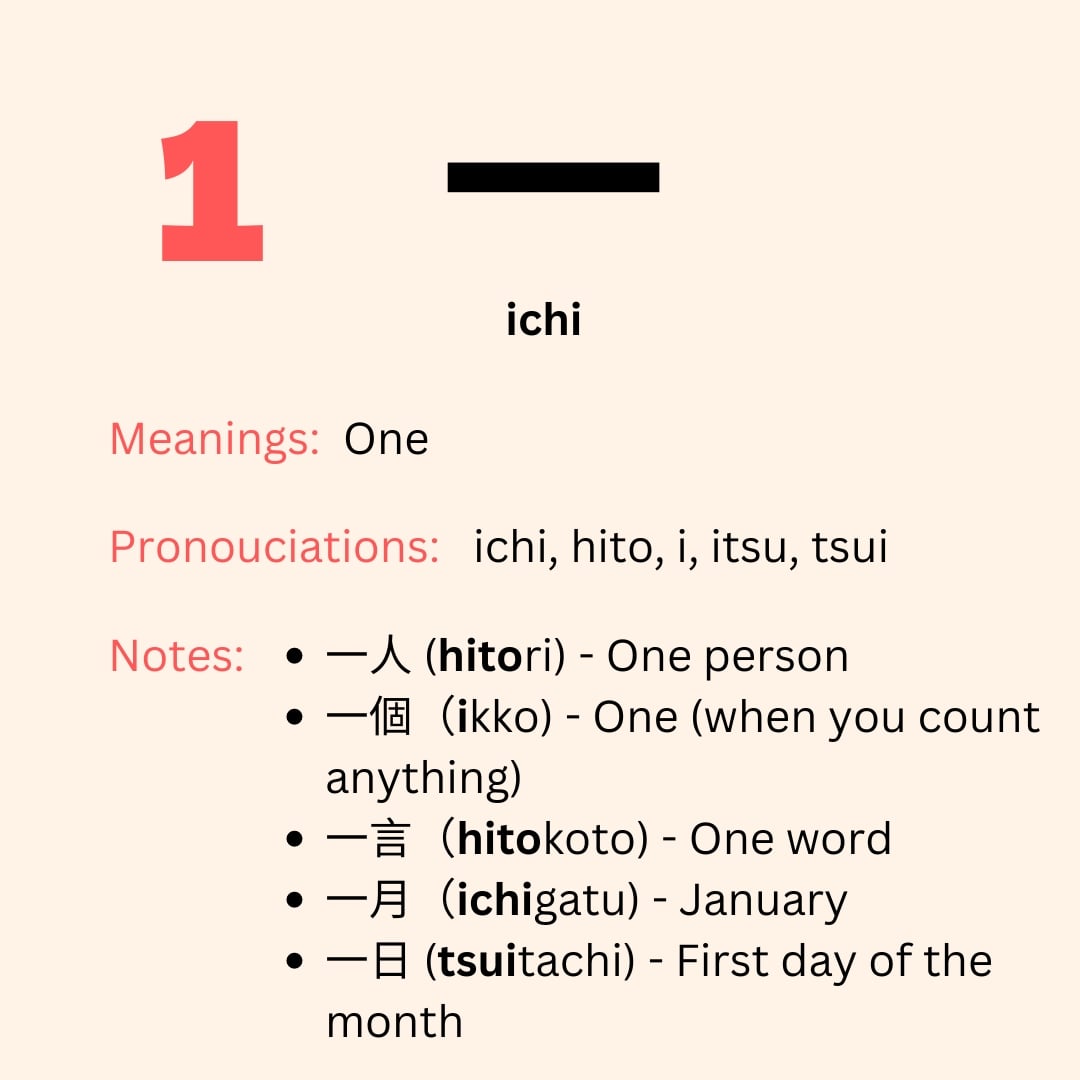 1 一
ichi
Meanings: One
Pronouciations: ichi, hito, i, itsu, tsui
Notes: • 一人 (hitori) - One person
• 一個（ikko) - One (when you count
anything)
• 一言（hitokoto) - One word
• 一月（ichigatu) - January
• 一日 (tsuitachi) - First day of the
month